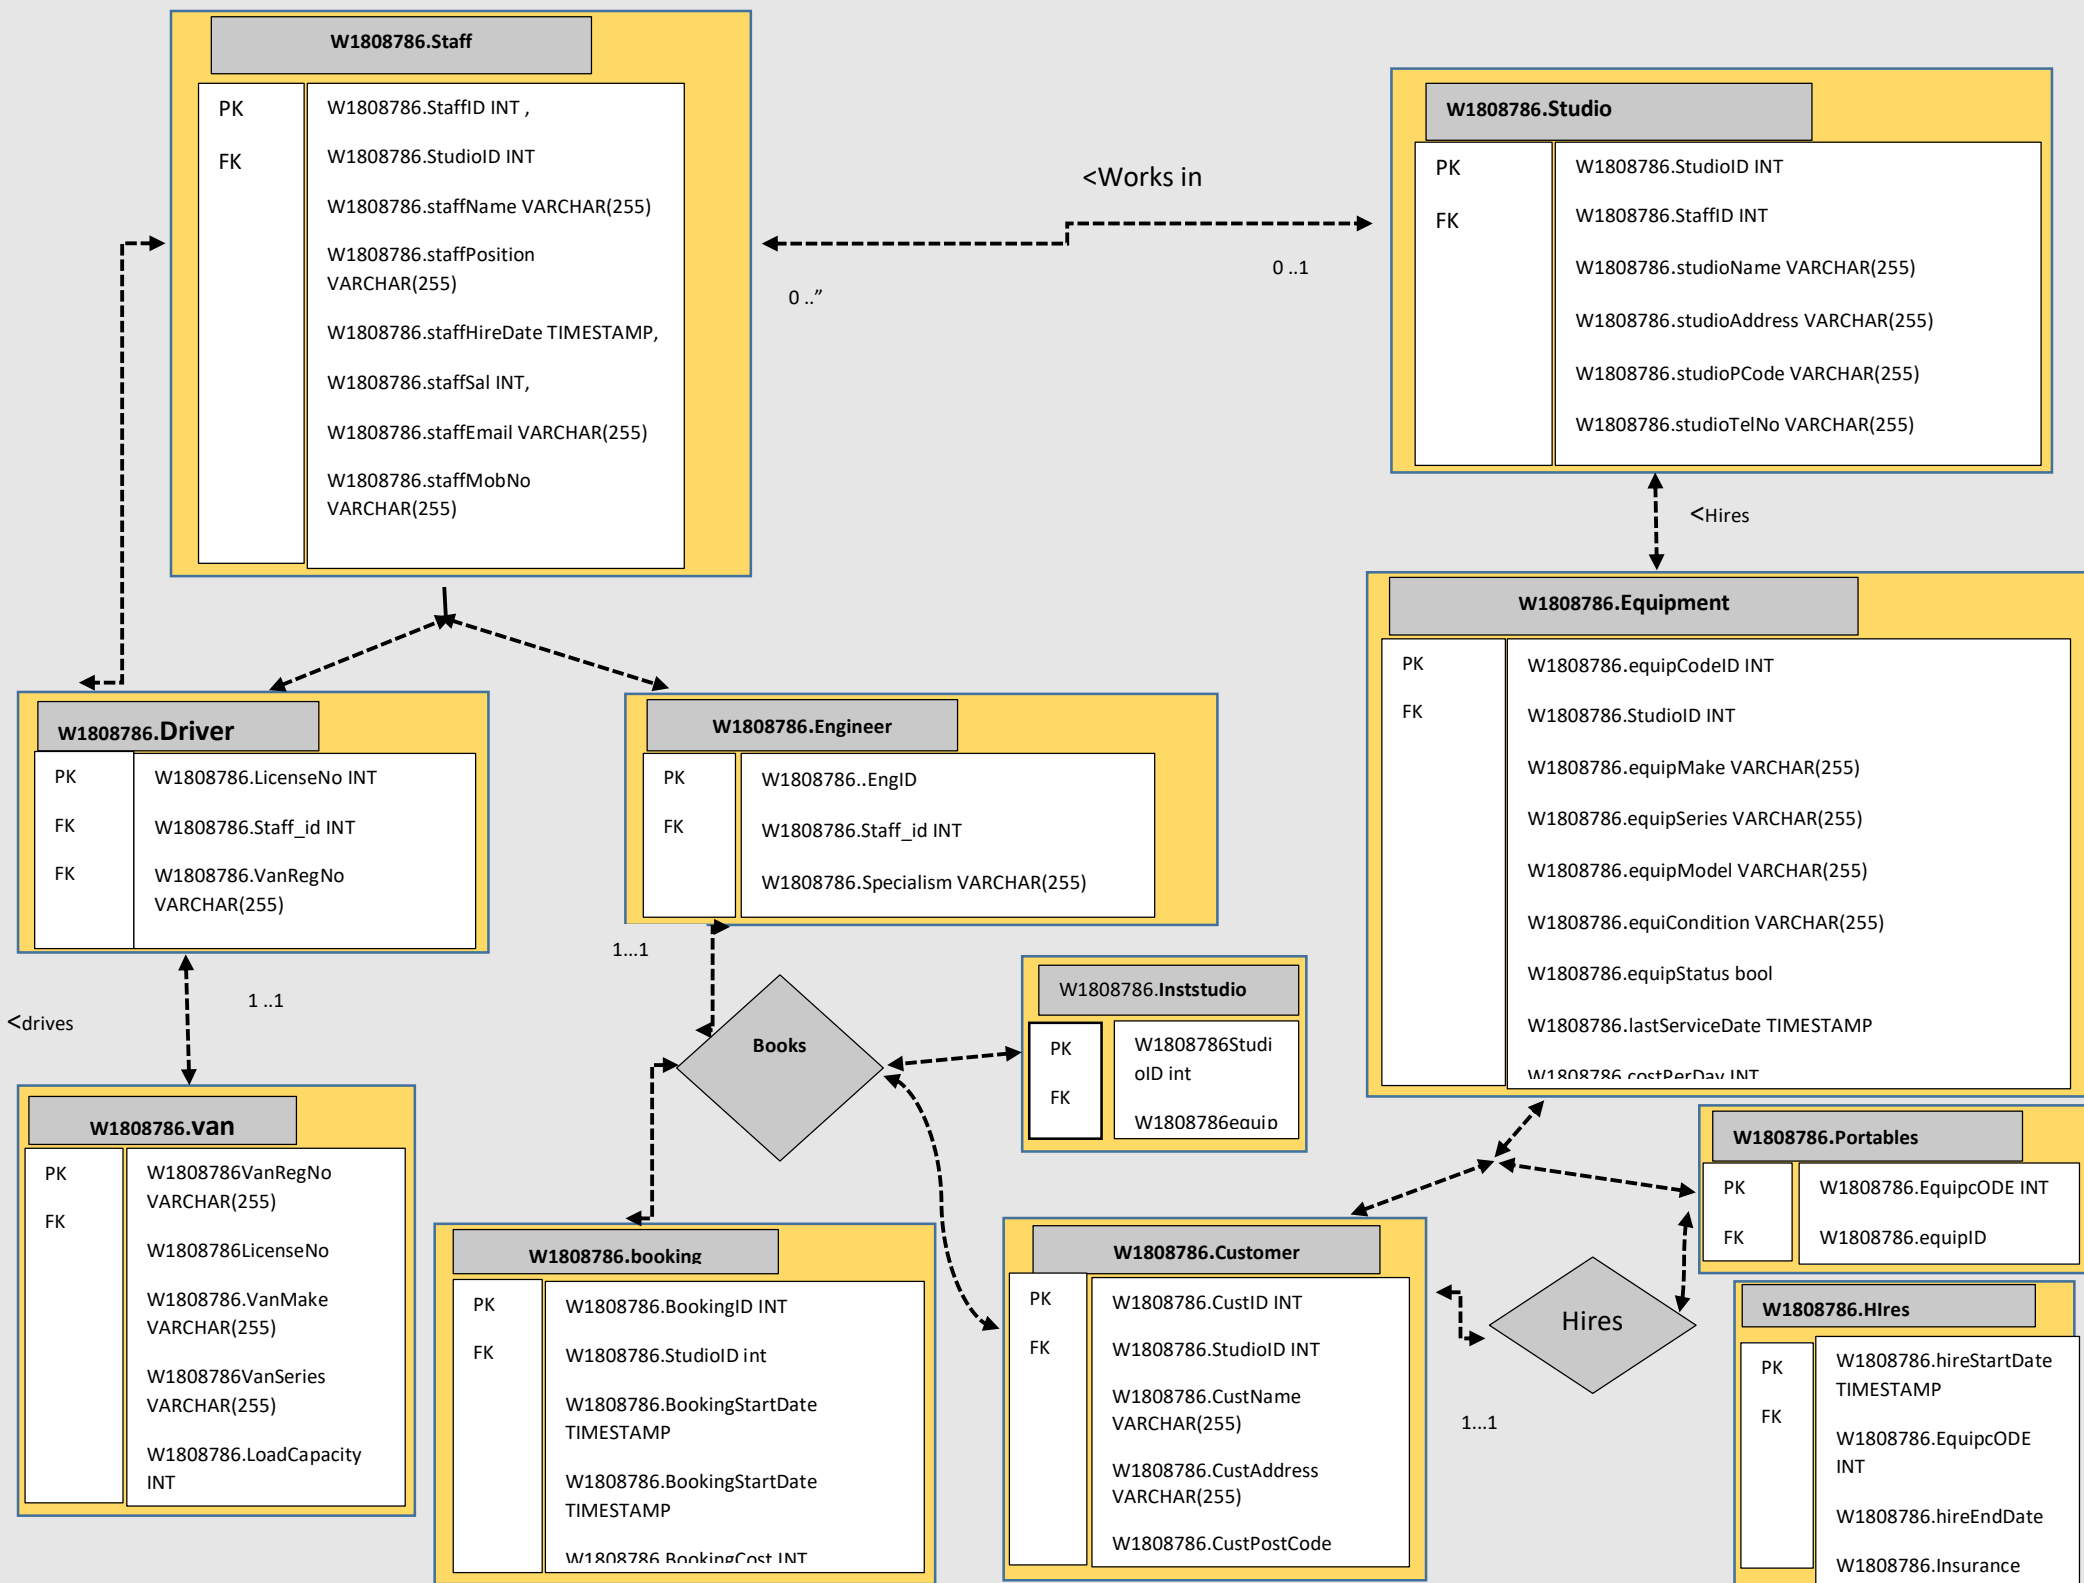 W1808786.Staff
PK
W1808786.StaffID INT ,
FK
W1808786.StudioID INT
W1808786.staffName VARCHAR(255)
W1808786.staffPosition
VARCHAR(255)
W1808786.staffHireDate TIMESTAMP,
W1808786.staffSal INT,
W1808786.staffEmail VARCHAR(255)
W1808786.staffMobNo
VARCHAR(255)
<Works in
0 ..”
0 ..1
W1808786.Studio
PK
W1808786.StudioID INT
FK
W1808786.StaffID INT
W1808786.studioName VARCHAR(255)
W1808786.studioAddress VARCHAR(255)
W1808786.studioPCode VARCHAR(255)
W1808786.studioTelNo VARCHAR(255)
<Hires
W1808786.Equipment
PK
W1808786.equipCodeID INT
FK
W1808786.StudioID INT
W1808786.equipMake VARCHAR(255)
W1808786.equipSeries VARCHAR(255)
W1808786.equipModel VARCHAR(255)
W1808786.equiCondition VARCHAR(255)
W1808786.equipStatus bool
W1808786.lastServiceDate TIMESTAMP
W1808786.costPerDay INT
W1808786.Driver
PK
W1808786.LicenseNo INT
FK
W1808786.Staff_id INT
FK
W1808786.VanRegNo
VARCHAR(255)
W1808786.Engineer
PK
W1808786..EngID
FK
W1808786.Staff_id INT
W1808786.Specialism VARCHAR(255)
1...1
1 ..1
<drives
Books
W1808786.Inststudio
PK
W1808786Studi
oID int
FK
W1808786equip
W1808786.van
PK
W1808786VanRegNo
VARCHAR(255)
FK
W1808786LicenseNo
W1808786.VanMake
VARCHAR(255)
W1808786VanSeries
VARCHAR(255)
W1808786.LoadCapacity
INT
W1808786.booking
PK
W1808786.BookingID INT
FK
W1808786.StudioID int
W1808786.BookingStartDate
TIMESTAMP
W1808786.BookingStartDate
TIMESTAMP
W1808786.BookingCost INT
W1808786.Customer
PK
W1808786.CustID INT
FK
W1808786.StudioID INT
W1808786.CustName
VARCHAR(255)
W1808786.CustAddress
VARCHAR(255)
W1808786.CustPostCode
Hires
1...1
W1808786.Portables
PK
W1808786.EquipcODE INT
FK
W1808786.equipID
W1808786.HIres
PK
W1808786.hireStartDate
TIMESTAMP
FK
W1808786.EquipcODE
INT
W1808786.hireEndDate
W1808786.Insurance